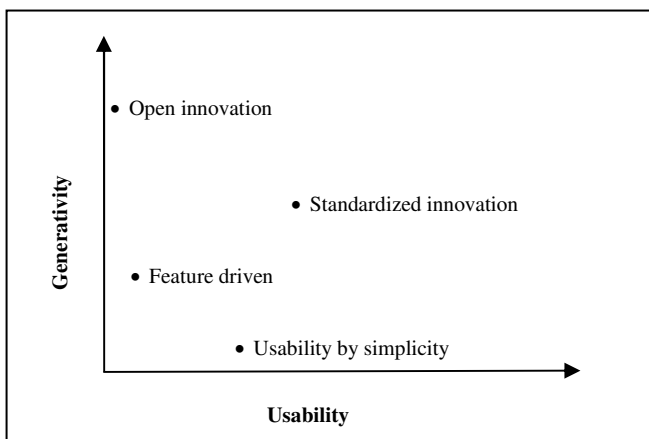 Open innovation
Standardized innovation
Generativity
Feature driven
Usability by simplicity
Usability